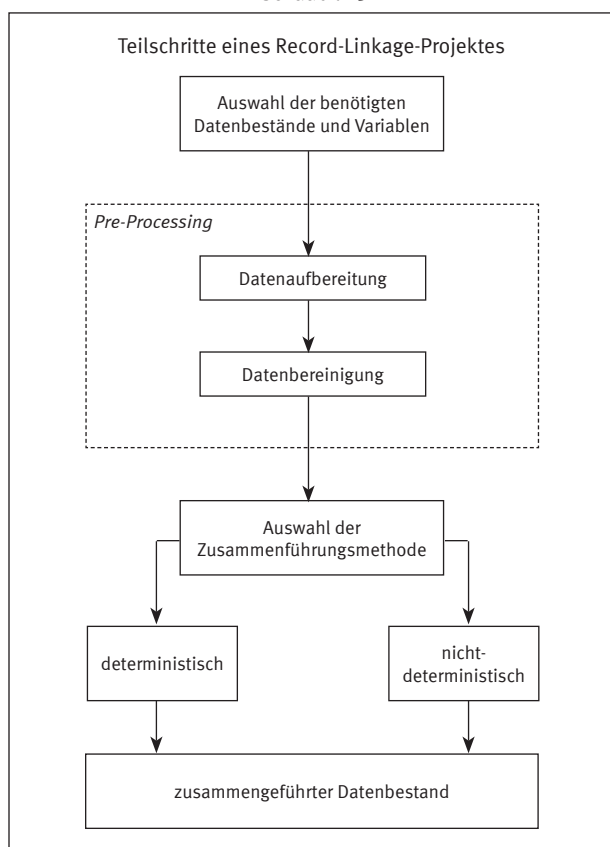 Teilschritte eines Record-Linkage-Projektes
Auswahl der benötigten
Datenbestände und Variablen
Pre-Processing
Datenaufbereitung
Datenbereinigung
Auswahl der
Zusammenführungsmethode
deterministisch
nicht-
deterministisch
zusammengeführter Datenbestand